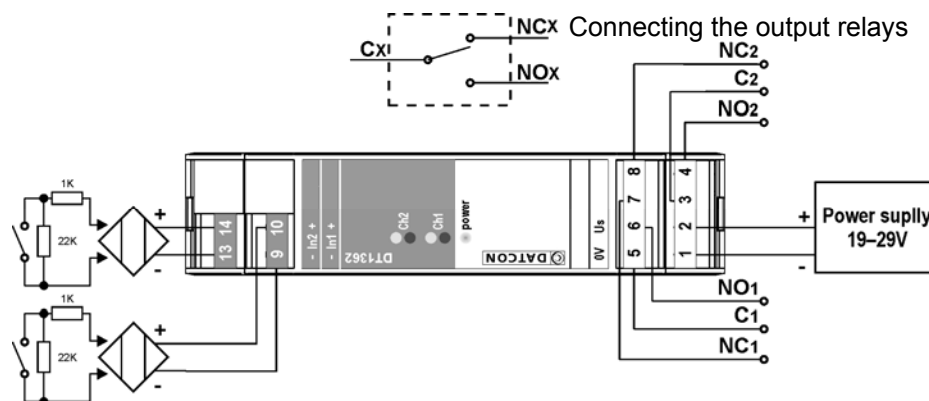 Connecting the output relays
NCX
CX
NOX
NC2
C2
NO2
1K
22K
+
-
14
13
10
9
- In2 +
- In1 +
Ch2
Ch1
power
DT1362
DATCON
0V Us
8
7
6
5
4
3
2
1
+
-
Power suplly
19–29V
1K
22K
+
-
NO1
C1
NC1